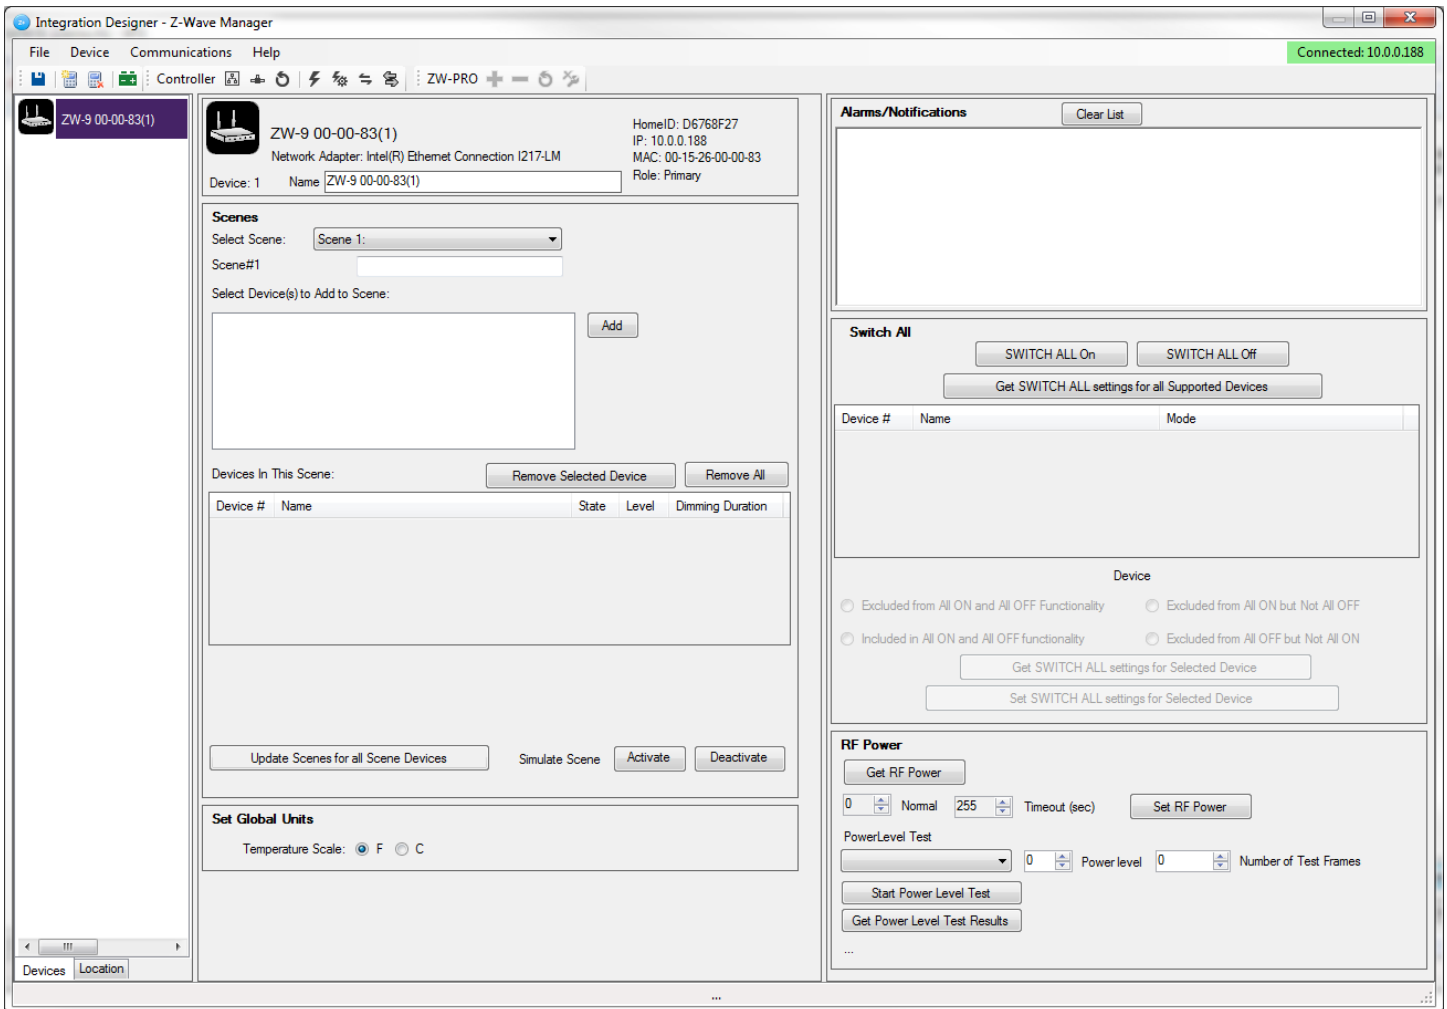 Integration Designer - Z-Wave Manager
File Device Communications Help
Connected: 10.0.0.188
Controller ZW-PRO
ZW-9 00-00-83(1)
ZW-9 00-00-83(1)
Network Adapter: Intel(R) Ethernet Connection I217-LM
Device: 1 Name ZW-9 00-00-83(1)
HomeID: D6768F27
IP: 10.0.0.188
MAC: 00-15-26-00-00-83
Role: Primary
Scenes
Select Scene: Scene 1:
Scene#1
Select Device(s) to Add to Scene:
Add
Devices In This Scene: Remove Selected Device Remove All
Device # Name State Level Dimming Duration
Update Scenes for all Scene Devices Simulate Scene Activate Deactivate
Set Global Units
Temperature Scale: F C
Alarms/Notifications Clear List
Switch All
SWITCH ALL On SWITCH ALL Off
Get SWITCH ALL settings for all Supported Devices
Device # Name Mode
Device
Excluded from All ON and All OFF Functionality Excluded from All ON but Not All OFF
Included in All ON and All OFF functionality Excluded from All OFF but Not All ON
Get SWITCH ALL settings for Selected Device
Set SWITCH ALL settings for Selected Device
RF Power
Get RF Power
0 Normal 255 Timeout (sec) Set RF Power
PowerLevel Test
0 Power level 0 Number of Test Frames
Start Power Level Test
Get Power Level Test Results
...
Devices Location
...